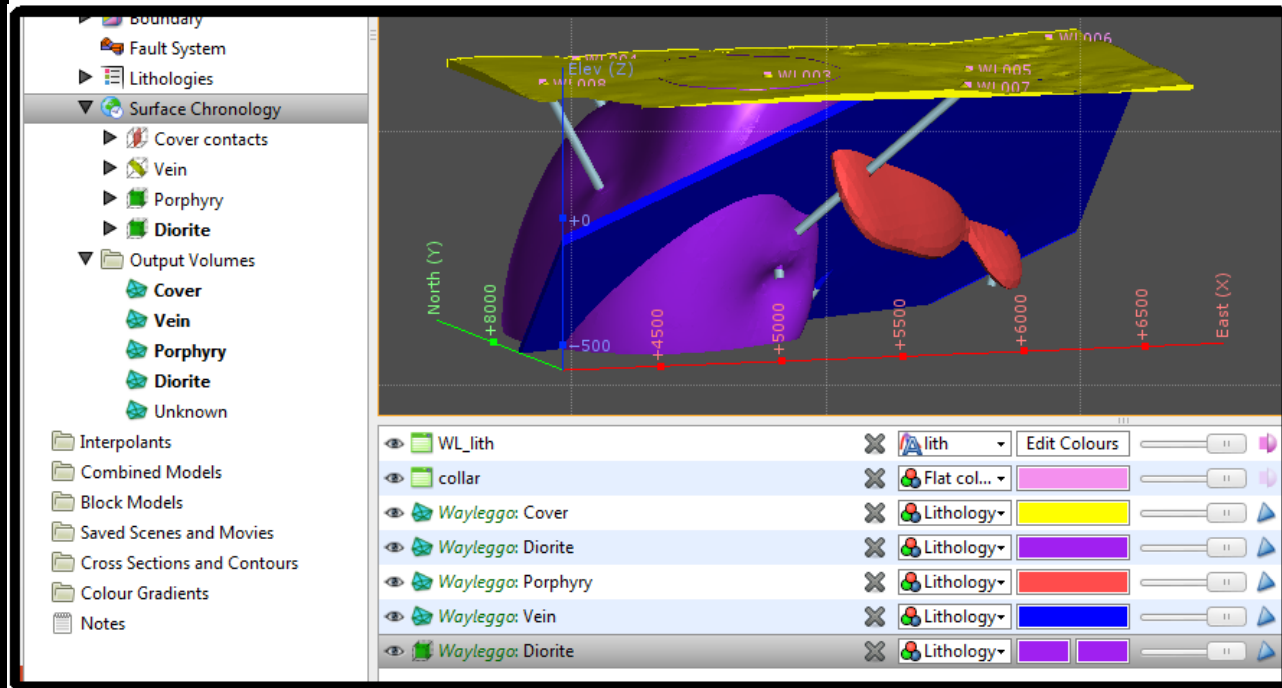 Boundary
Fault System
Lithologies
Surface Chronology
Cover contacts
Vein
Porphyry
Diorite
Output Volumes
Cover
Vein
Porphyry
Diorite
Unknown
Interpolants
Combined Models
Block Models
Saved Scenes and Movies
Cross Sections and Contours
Colour Gradients
Notes
WL006
Elev (Z)
WL003
WL005
WL008
WL007
+0
-500
North (Y)
+8000
+4500
+5000
+5500
+6000
+6500
East (X)
WL_lith lith Edit Colours
collar Flat col...
Wayleggo: Cover Lithology
Wayleggo: Diorite Lithology
Wayleggo: Porphyry Lithology
Wayleggo: Vein Lithology
Wayleggo: Diorite Lithology